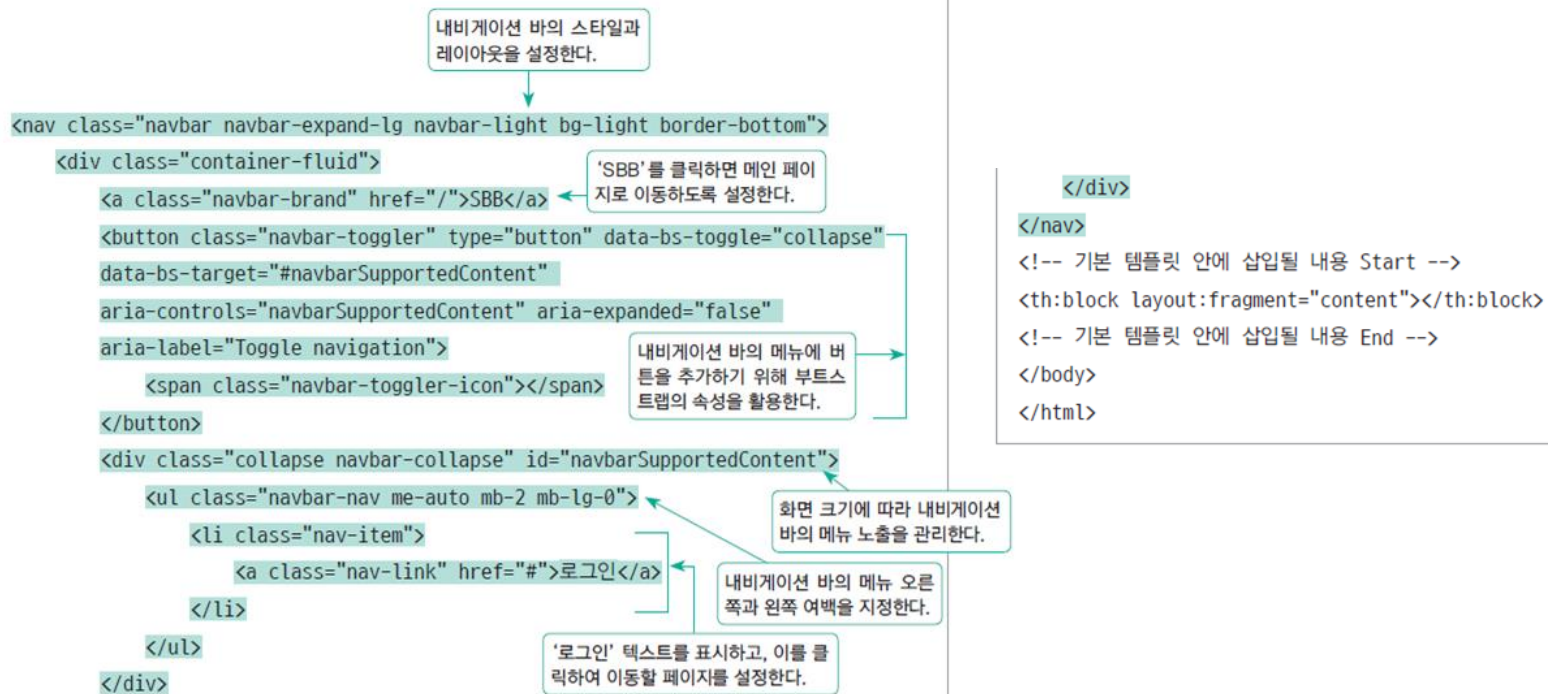 내비게이션 바의 스타일과
레이아웃을 설정한다.
<nav class="navbar navbar-expand-lg navbar-light bg-light border-bottom">
<div class="container-fluid">
'SBB'를 클릭하면 메인 페이
지로 이동하도록 설정한다.
<a class="navbar-brand" href="/">SBB</a>
<button class="navbar-toggler" type="button" data-bs-toggle="collapse"
data-bs-target="#navbarSupportedContent"
aria-controls="navbarSupportedContent" aria-expanded="false"
aria-label="Toggle navigation">
내비게이션 바의 메뉴에 버
튼을 추가하기 위해 부트스
트랩의 속성을 활용한다.
<span class="navbar-toggler-icon"></span>
</button>
<div class="collapse navbar-collapse" id="navbarSupportedContent">
<ul class="navbar-nav me-auto mb-2 mb-lg-0">
화면 크기에 따라 내비게이션
바의 메뉴 노출을 관리한다.
<li class="nav-item">
<a class="nav-link" href="#">로그인</a>
내비게이션 바의 메뉴 오른
쪽과 왼쪽 여백을 지정한다.
</li>
</ul>
'로그인' 텍스트를 표시하고, 이를 클
릭하여 이동할 페이지를 설정한다.
</div>
</div>
</nav>
<!-- 기본 템플릿 안에 삽입될 내용 Start -->
<th:block layout:fragment="content"></th:block>
<!-- 기본 템플릿 안에 삽입될 내용 End -->
</body>
</html>